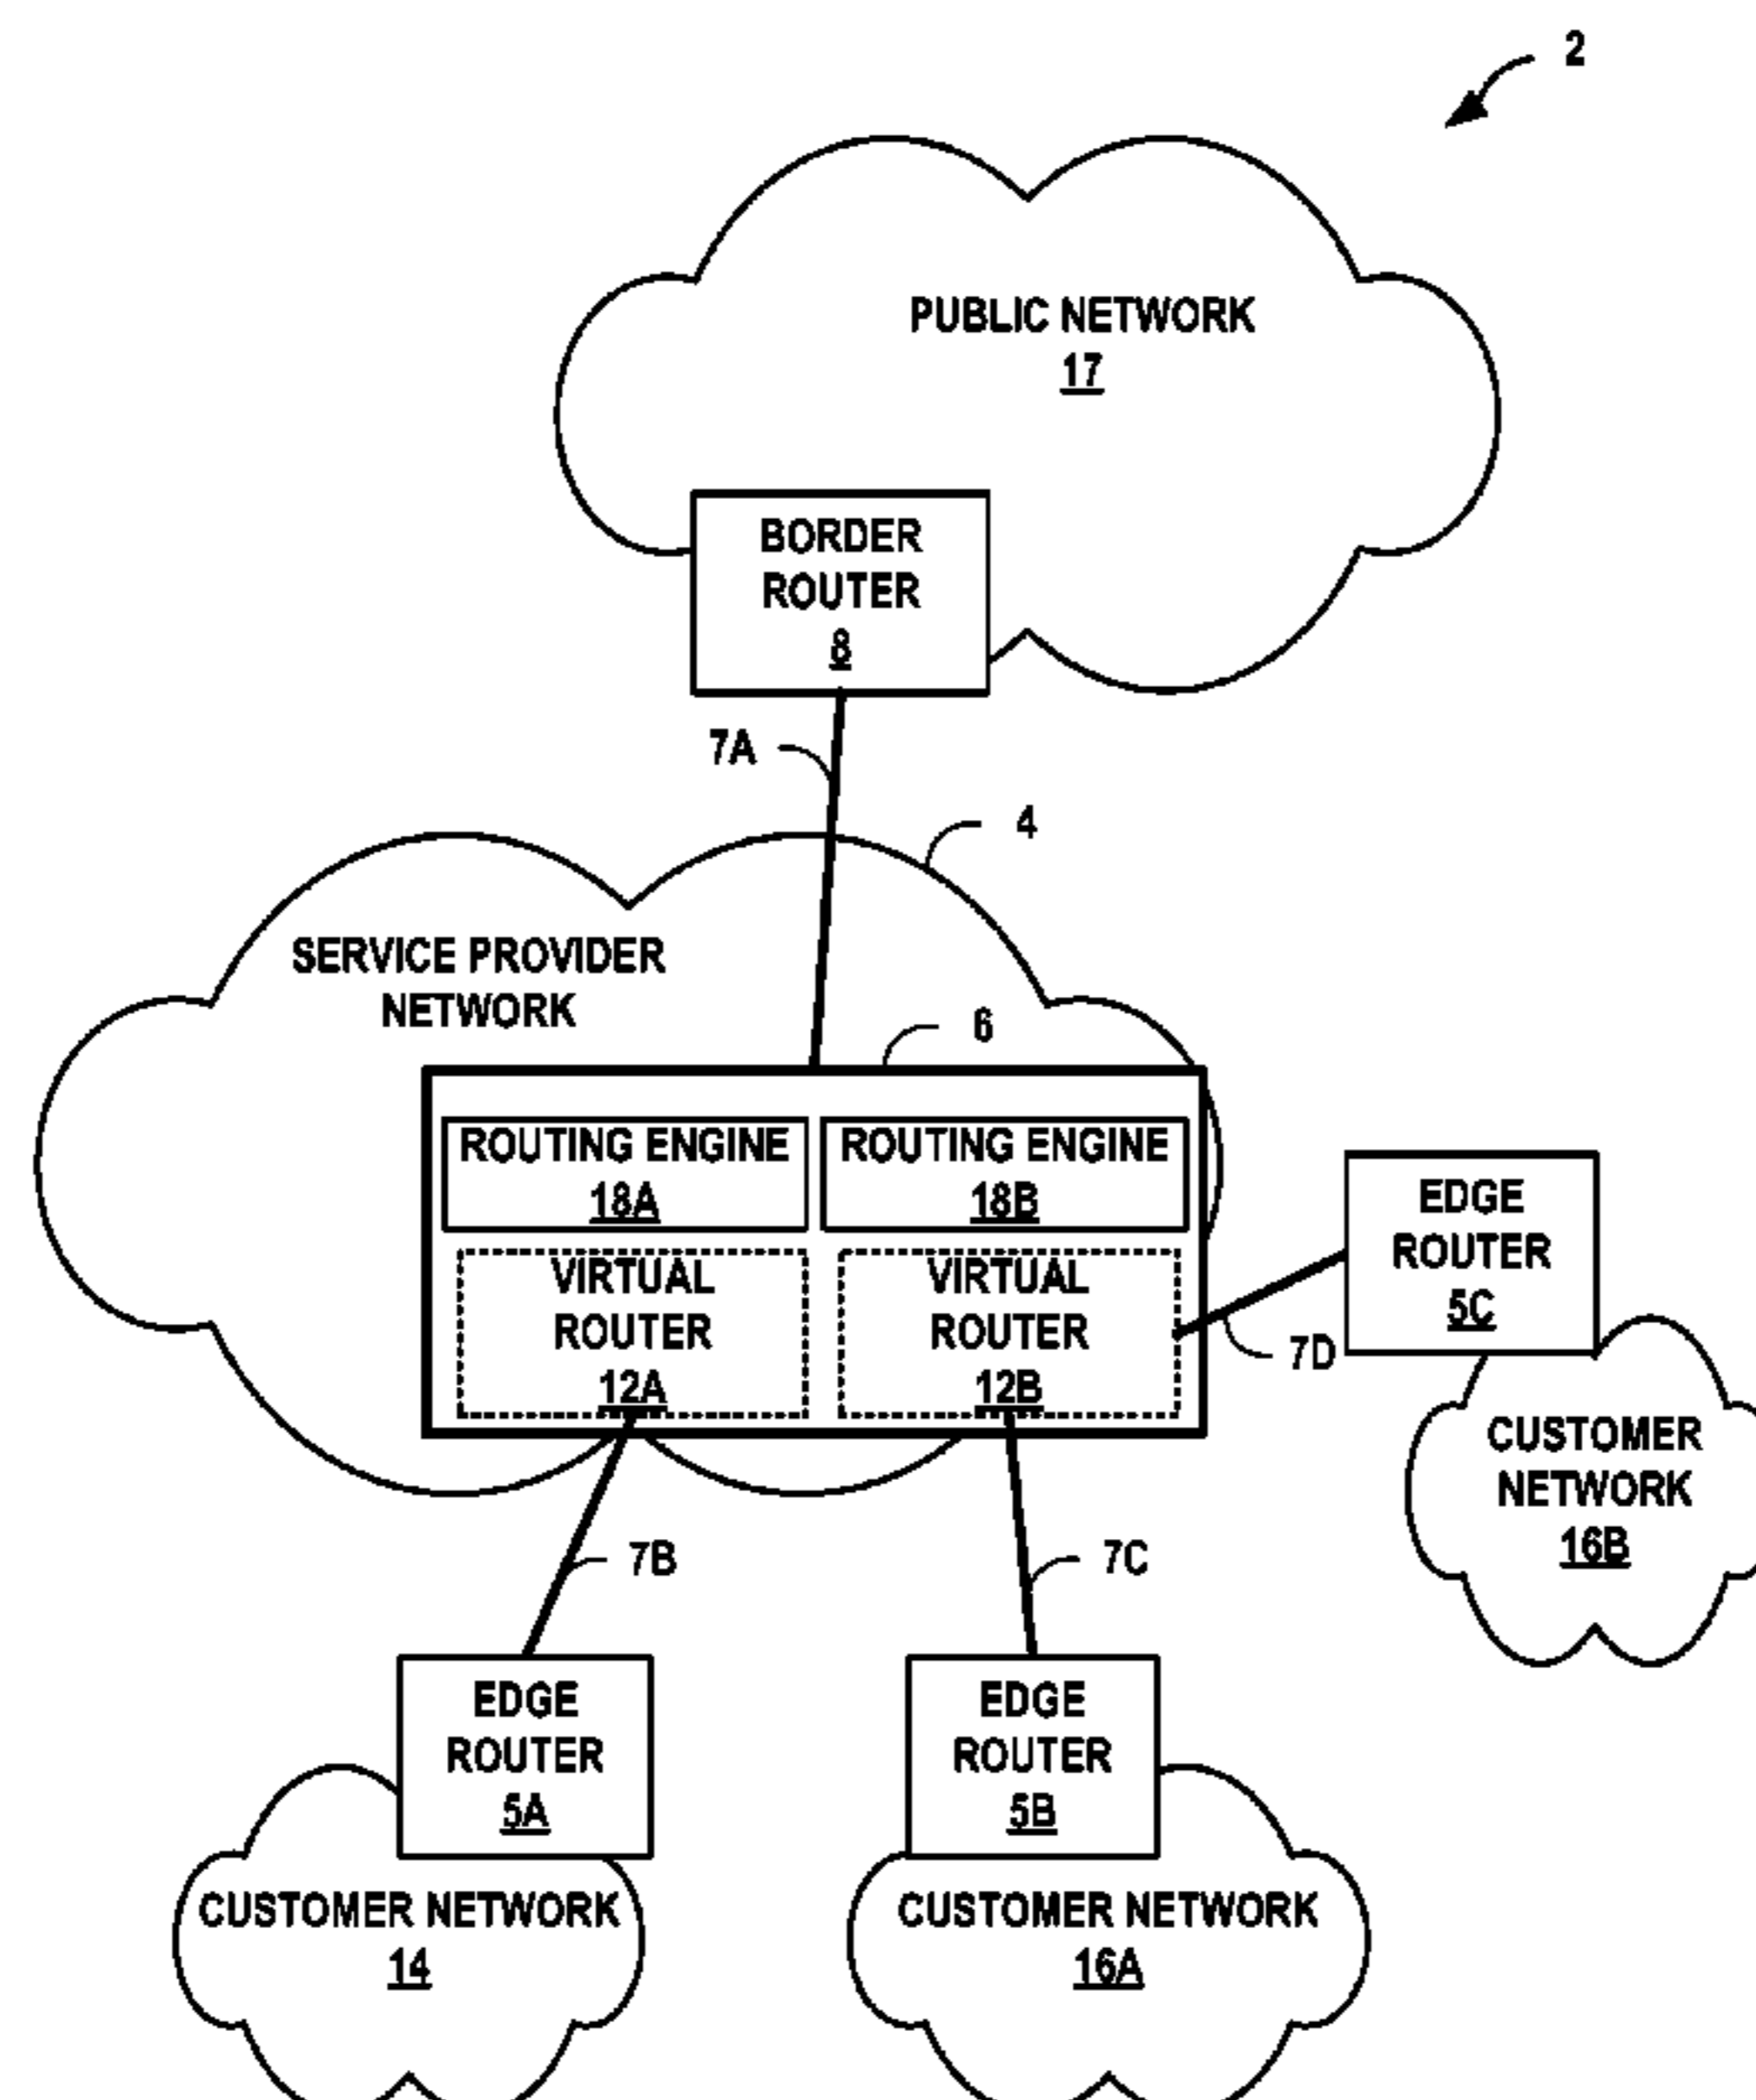 2
PUBLIC NETWORK
17
BORDER
ROUTER
8
7A
4
SERVICE PROVIDER
NETWORK
6
ROUTING ENGINE
18A
ROUTING ENGINE
18B
VIRTUAL
ROUTER
12A
VIRTUAL
ROUTER
12B
EDGE
ROUTER
5C
7D
CUSTOMER
NETWORK
16B
7B
7C
EDGE
ROUTER
5A
EDGE
ROUTER
5B
CUSTOMER NETWORK
14
CUSTOMER NETWORK
16A